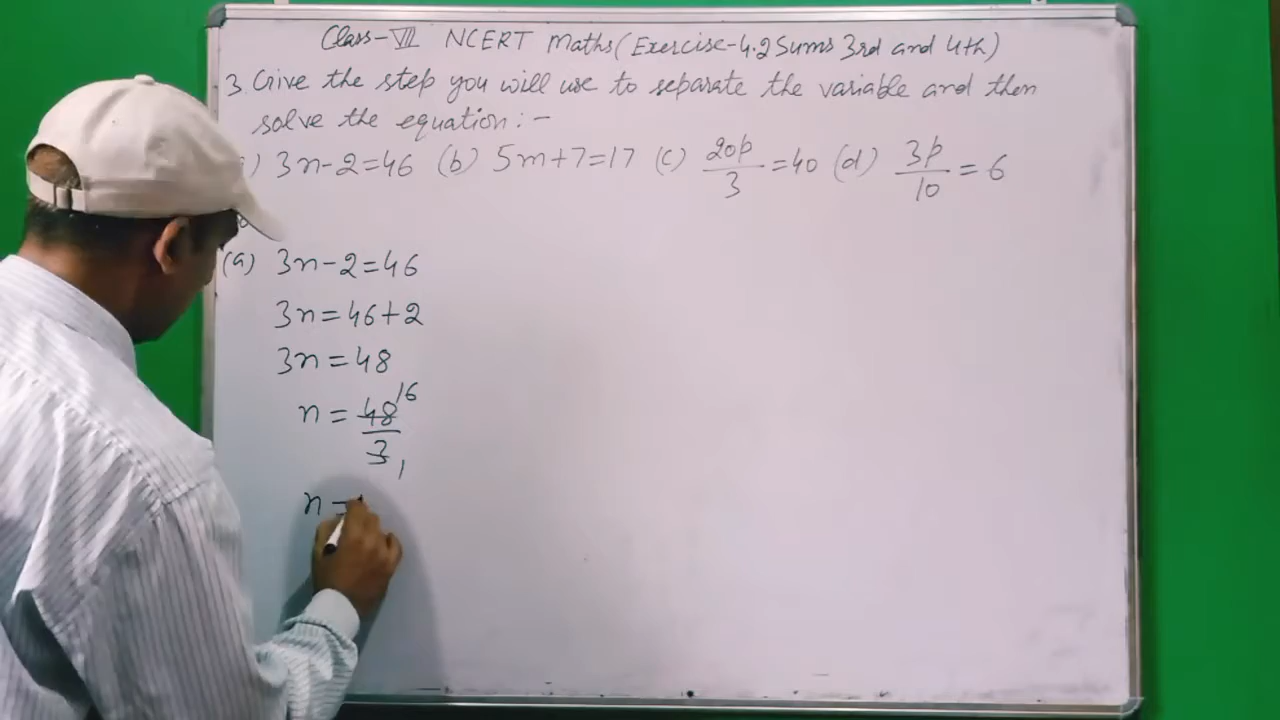 Class-VII NCERT Maths (Exercise-4.2 Sums 3rd and 4th)
3 Give the step you will use to separate the variable and then
solve the equation:-
) 3n-2=46 (b) 5m+7=17 (c) 20p/3 =40 (d) 3p/10 = 6
(a) 3n-2=46
3n=46+2
3n=48
n = 48/3 16 1
n =